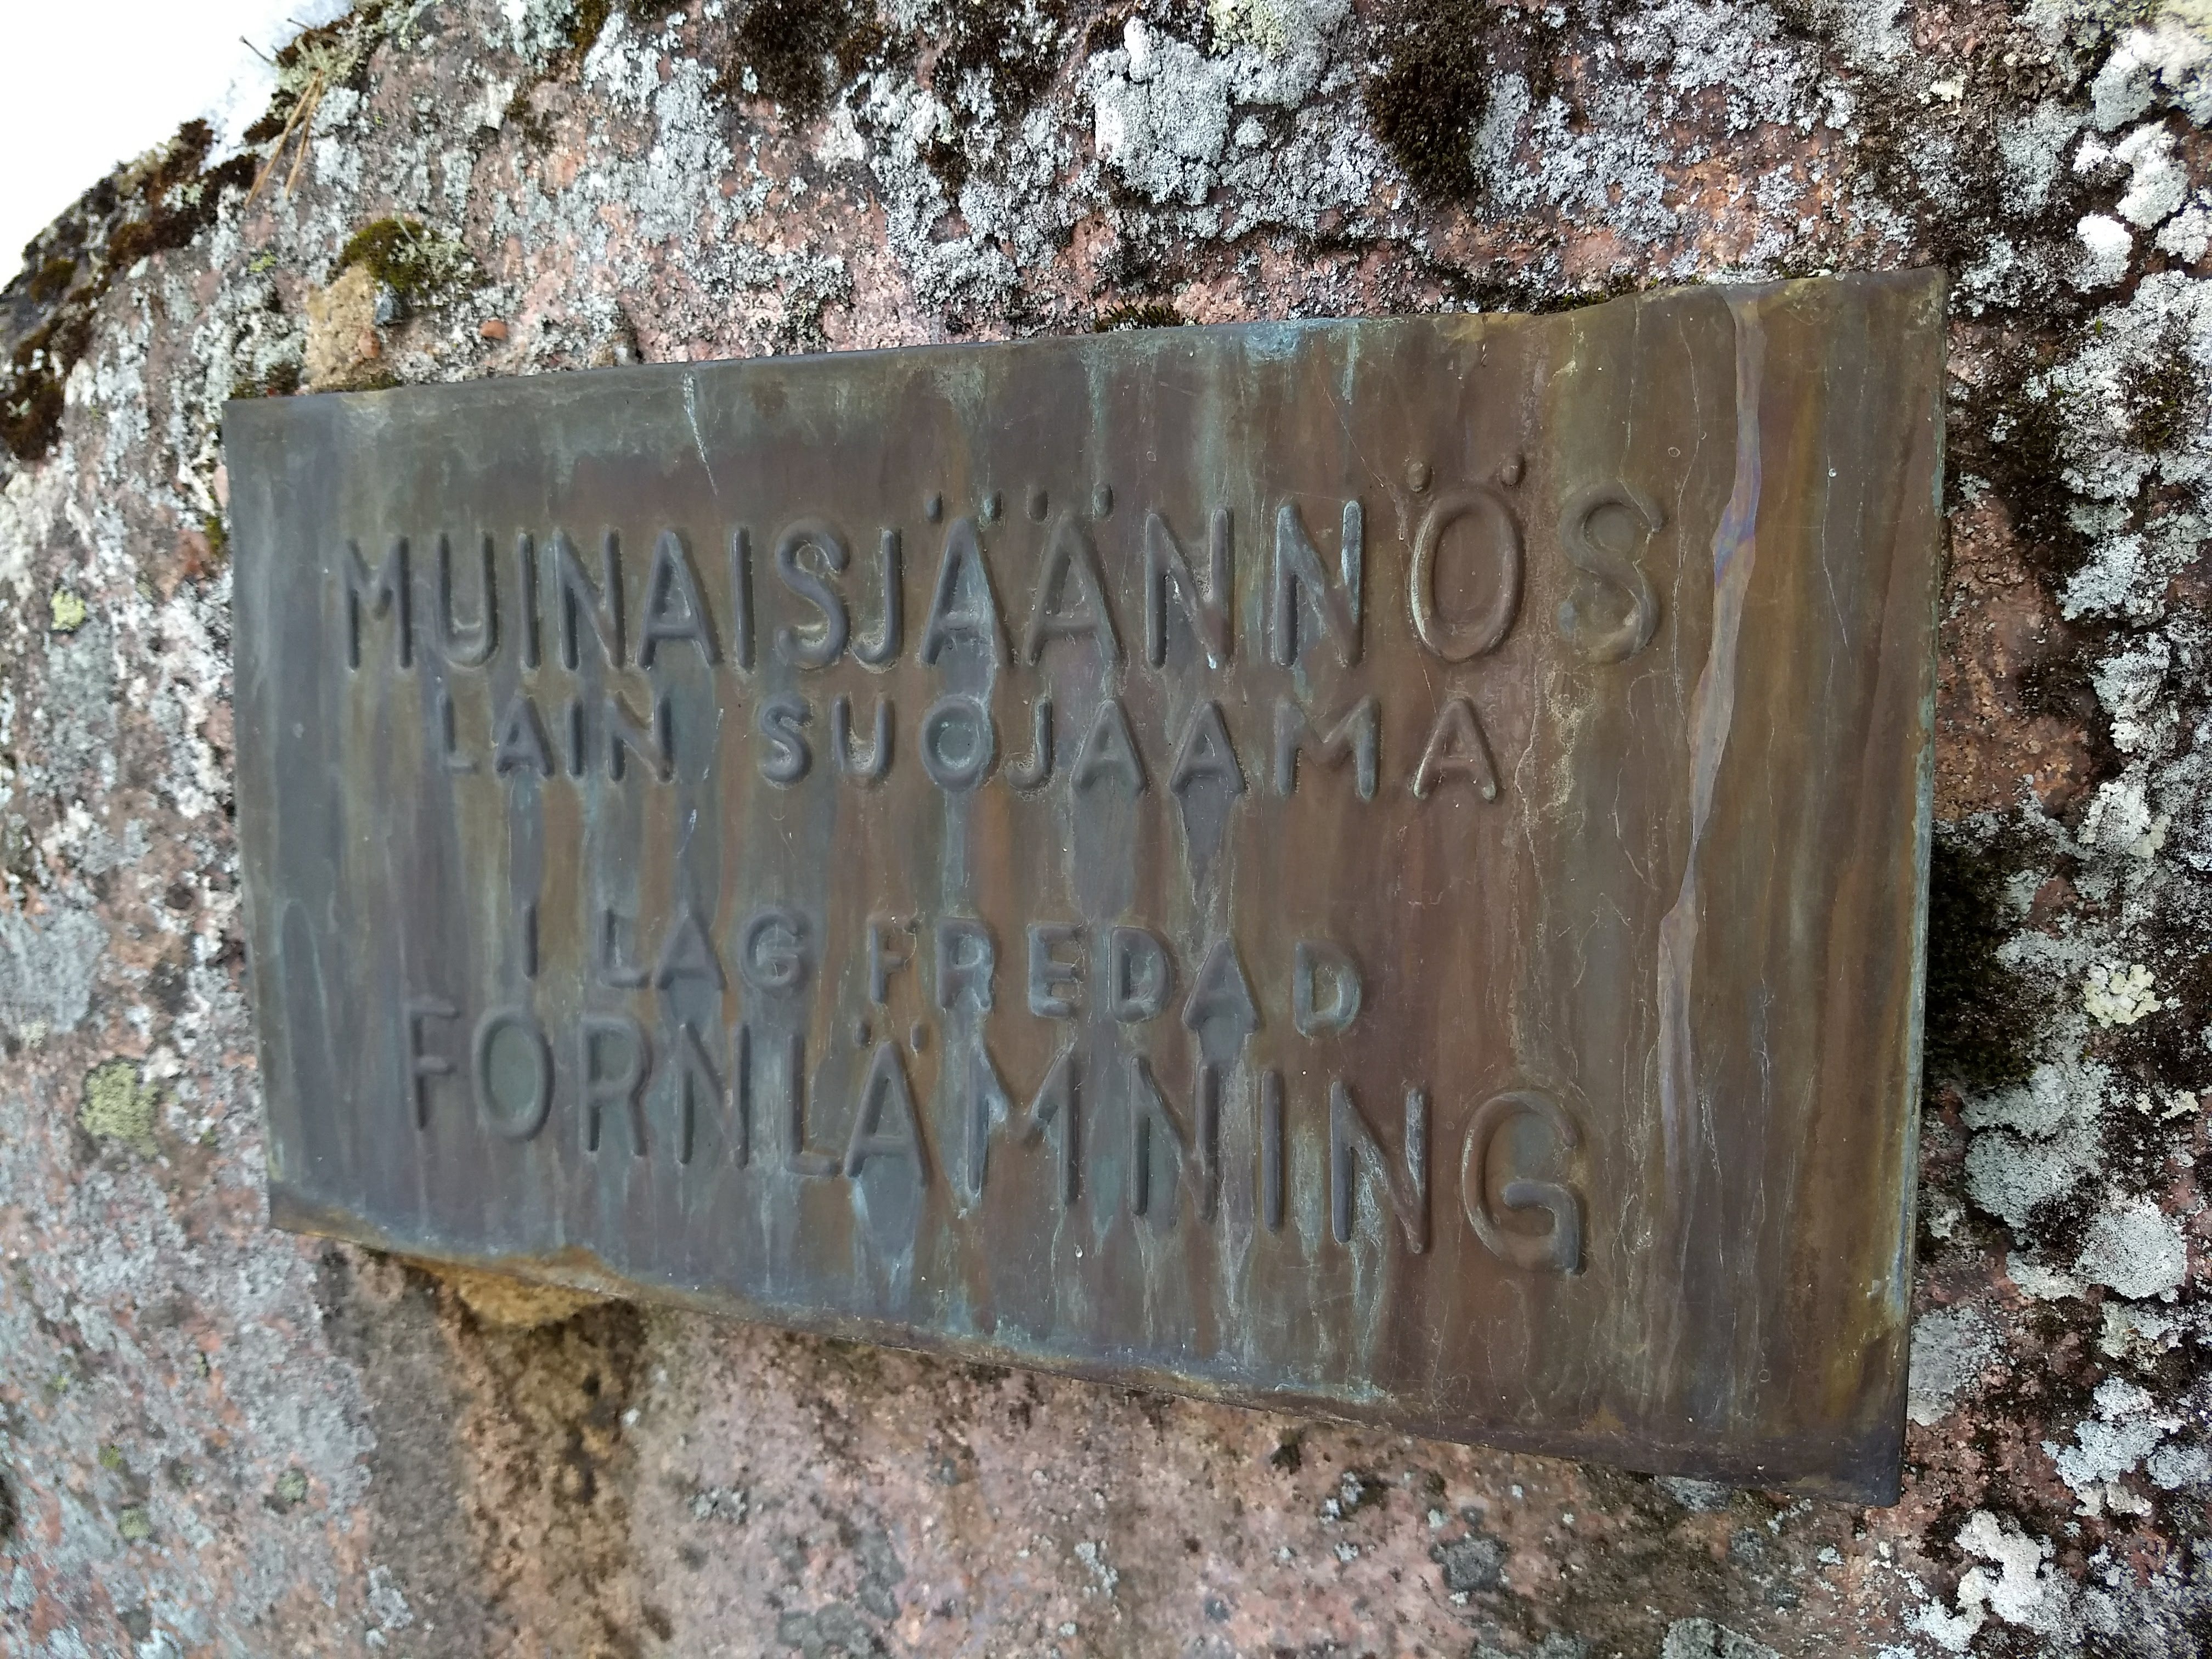 MUINAISJÄÄNNÖS
LAIN SUOJAAMA
I LAG FREDAD
FORNLÄMNING